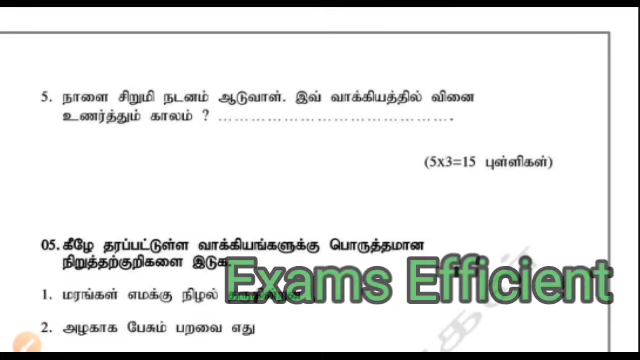 5. நாளை சிறுமி நடனம் ஆடுவாள். இவ் வாக்கியத்தில் வினை
உணர்த்தும் காலம் ? ..........................................
(5x3=15 புள்ளிகள்)
05. கீழே தரப்பட்டுள்ள வாக்கியங்களுக்கு பொருத்தமான
நிறுத்தற்குறிகளை இடுக.
Exams Efficient
1. மரங்கள் எமக்கு நிழல்
2. அழகாக பேசும் பறவை எது